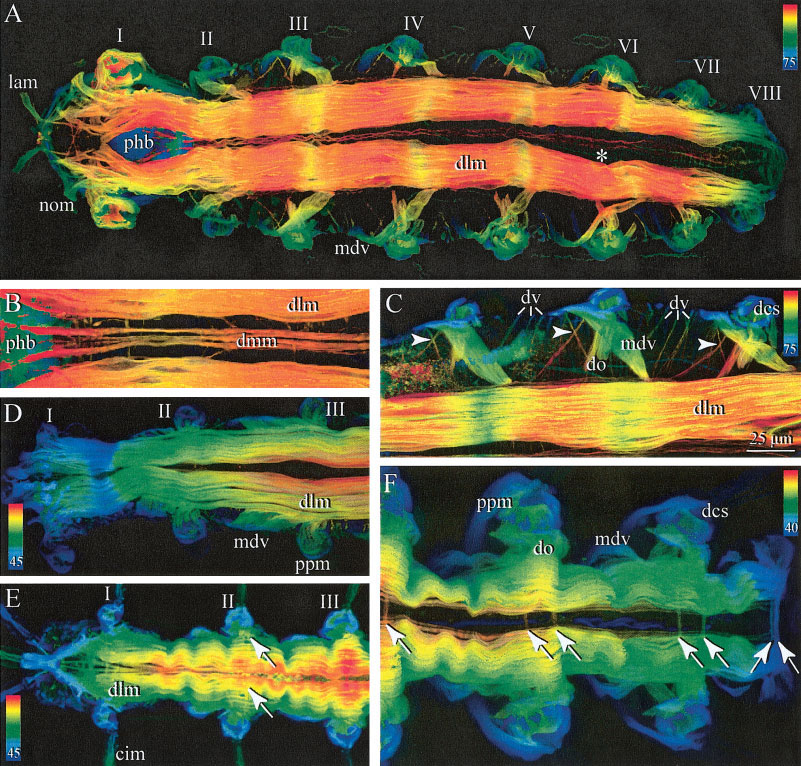 A
I
II
III
IV
V
VI
VII
VIII
75
lam
phb
nom
dlm
*
mdv
B
phb
dlm
dmm
C
dv
dv
dcs
75
mdv
do
dlm
25 µm
D
I
II
III
45
dlm
mdv
ppm
E
I
II
III
45
dlm
cim
F
ppm
dcs
40
do
mdv